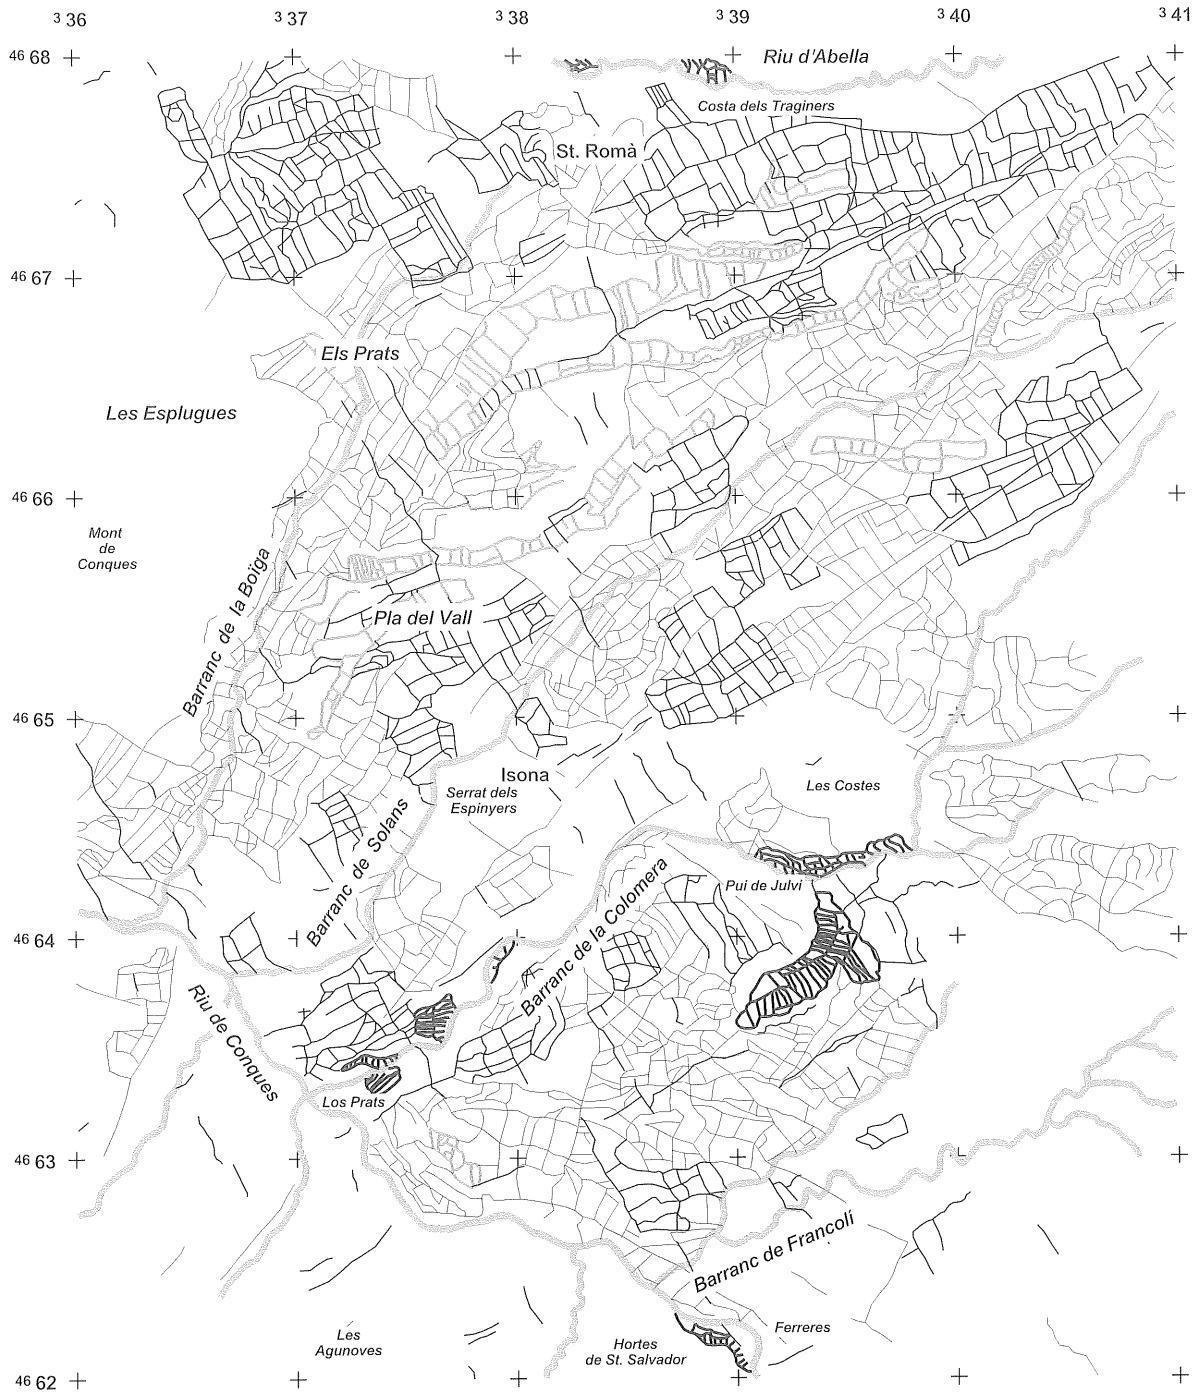 3 36 3 37 3 38 3 39 3 40 3 41
46 68
Riu d'Abella
Costa dels Traginers
St. Romà
46 67
Els Prats
Les Esplugues
46 66
Mont
de
Conques
Barranc de la Boïga
Pla del Vall
46 65
Isona
Serrat dels
Espinyers
Les Costes
Barranc de Solans
Barranc de la Colomera
Pui de Julvi
46 64
Riu de Conques
Los Prats
46 63
Barranc de Francolí
Ferreres
Les
Agunoves
Hortes
de St. Salvador
46 62